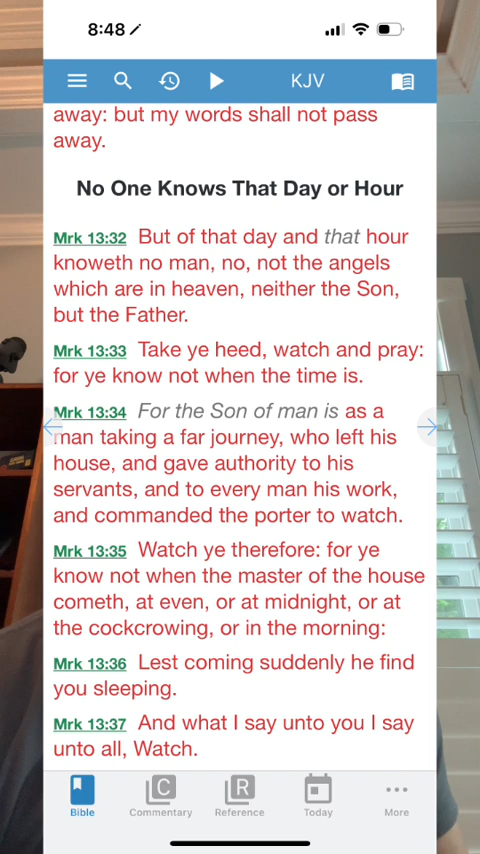 8:48
KJV
away: but my words shall not pass
away.
No One Knows That Day or Hour
Mrk 13:32 But of that day and that hour
knoweth no man, no, not the angels
which are in heaven, neither the Son,
but the Father.
Mrk 13:33 Take ye heed, watch and pray:
for ye know not when the time is.
Mrk 13:34 For the Son of man is as a
man taking a far journey, who left his
house, and gave authority to his
servants, and to every man his work,
and commanded the porter to watch.
Mrk 13:35 Watch ye therefore: for ye
know not when the master of the house
cometh, at even, or at midnight, or at
the cockcrowing, or in the morning:
Mrk 13:36 Lest coming suddenly he find
you sleeping.
Mrk 13:37 And what I say unto you I say
unto all, Watch.
C R
Bible Commentary Reference Today More